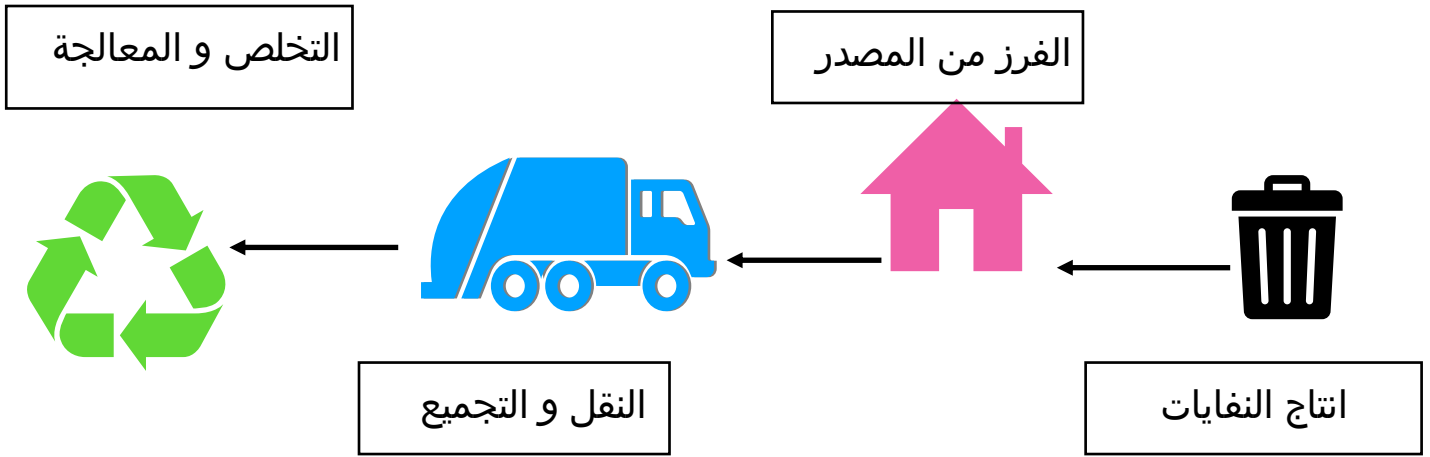 انتاج النفايات
الفرز من المصدر
النقل و التجميع
التخلص و المعالجة